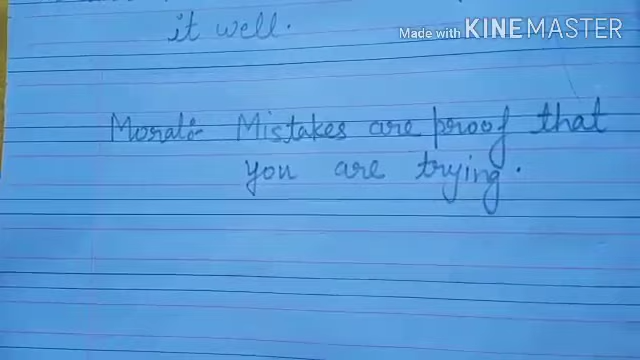 it well.
Made with KINEMASTER
Moral:- Mistakes are proof that
you are trying.